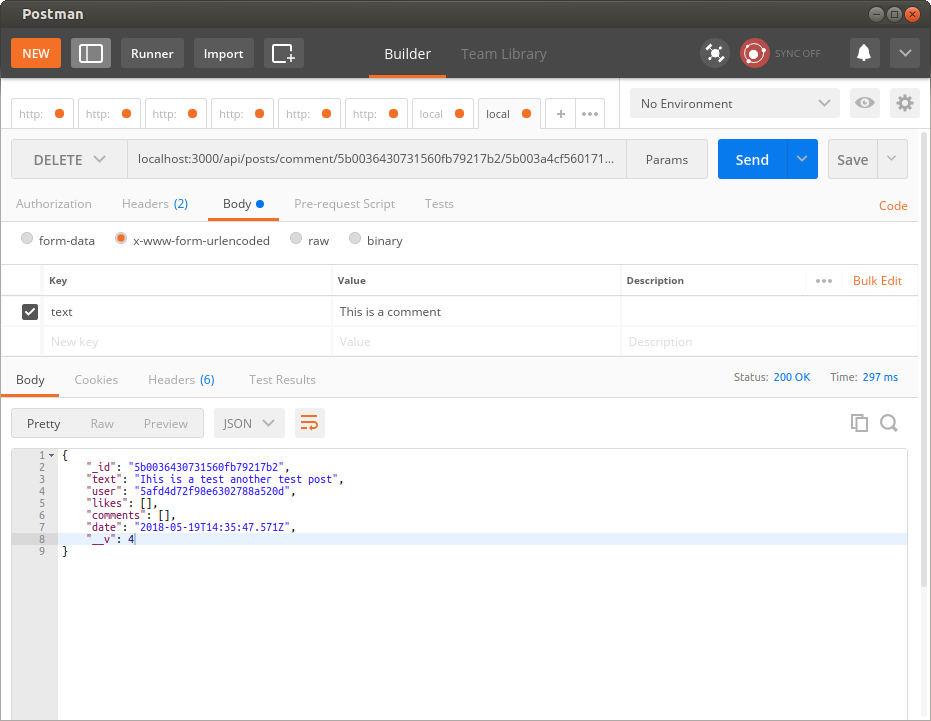 Postman
NEW Runner Import Builder Team Library SYNC OFF
http: http: http: http: http: http: local local + ••• No Environment
DELETE localhost:3000/api/posts/comment/5b0036430731560fb79217b2/5b003a4cf560171... Params Send Save
Authorization Headers (2) Body Pre-request Script Tests Code
form-data x-www-form-urlencoded raw binary
Key Value Description ••• Bulk Edit
text This is a comment
New key Value Description
Body Cookies Headers (6) Test Results Status: 200 OK Time: 297 ms
Pretty Raw Preview JSON
1 {
2 "_id": "5b0036430731560fb79217b2",
3 "text": "Ihis is a test another test post",
4 "user": "5afd4d72f98e6302788a520d",
5 "likes": [],
6 "comments": [],
7 "date": "2018-05-19T14:35:47.571Z",
8 "__v": 4
9 }